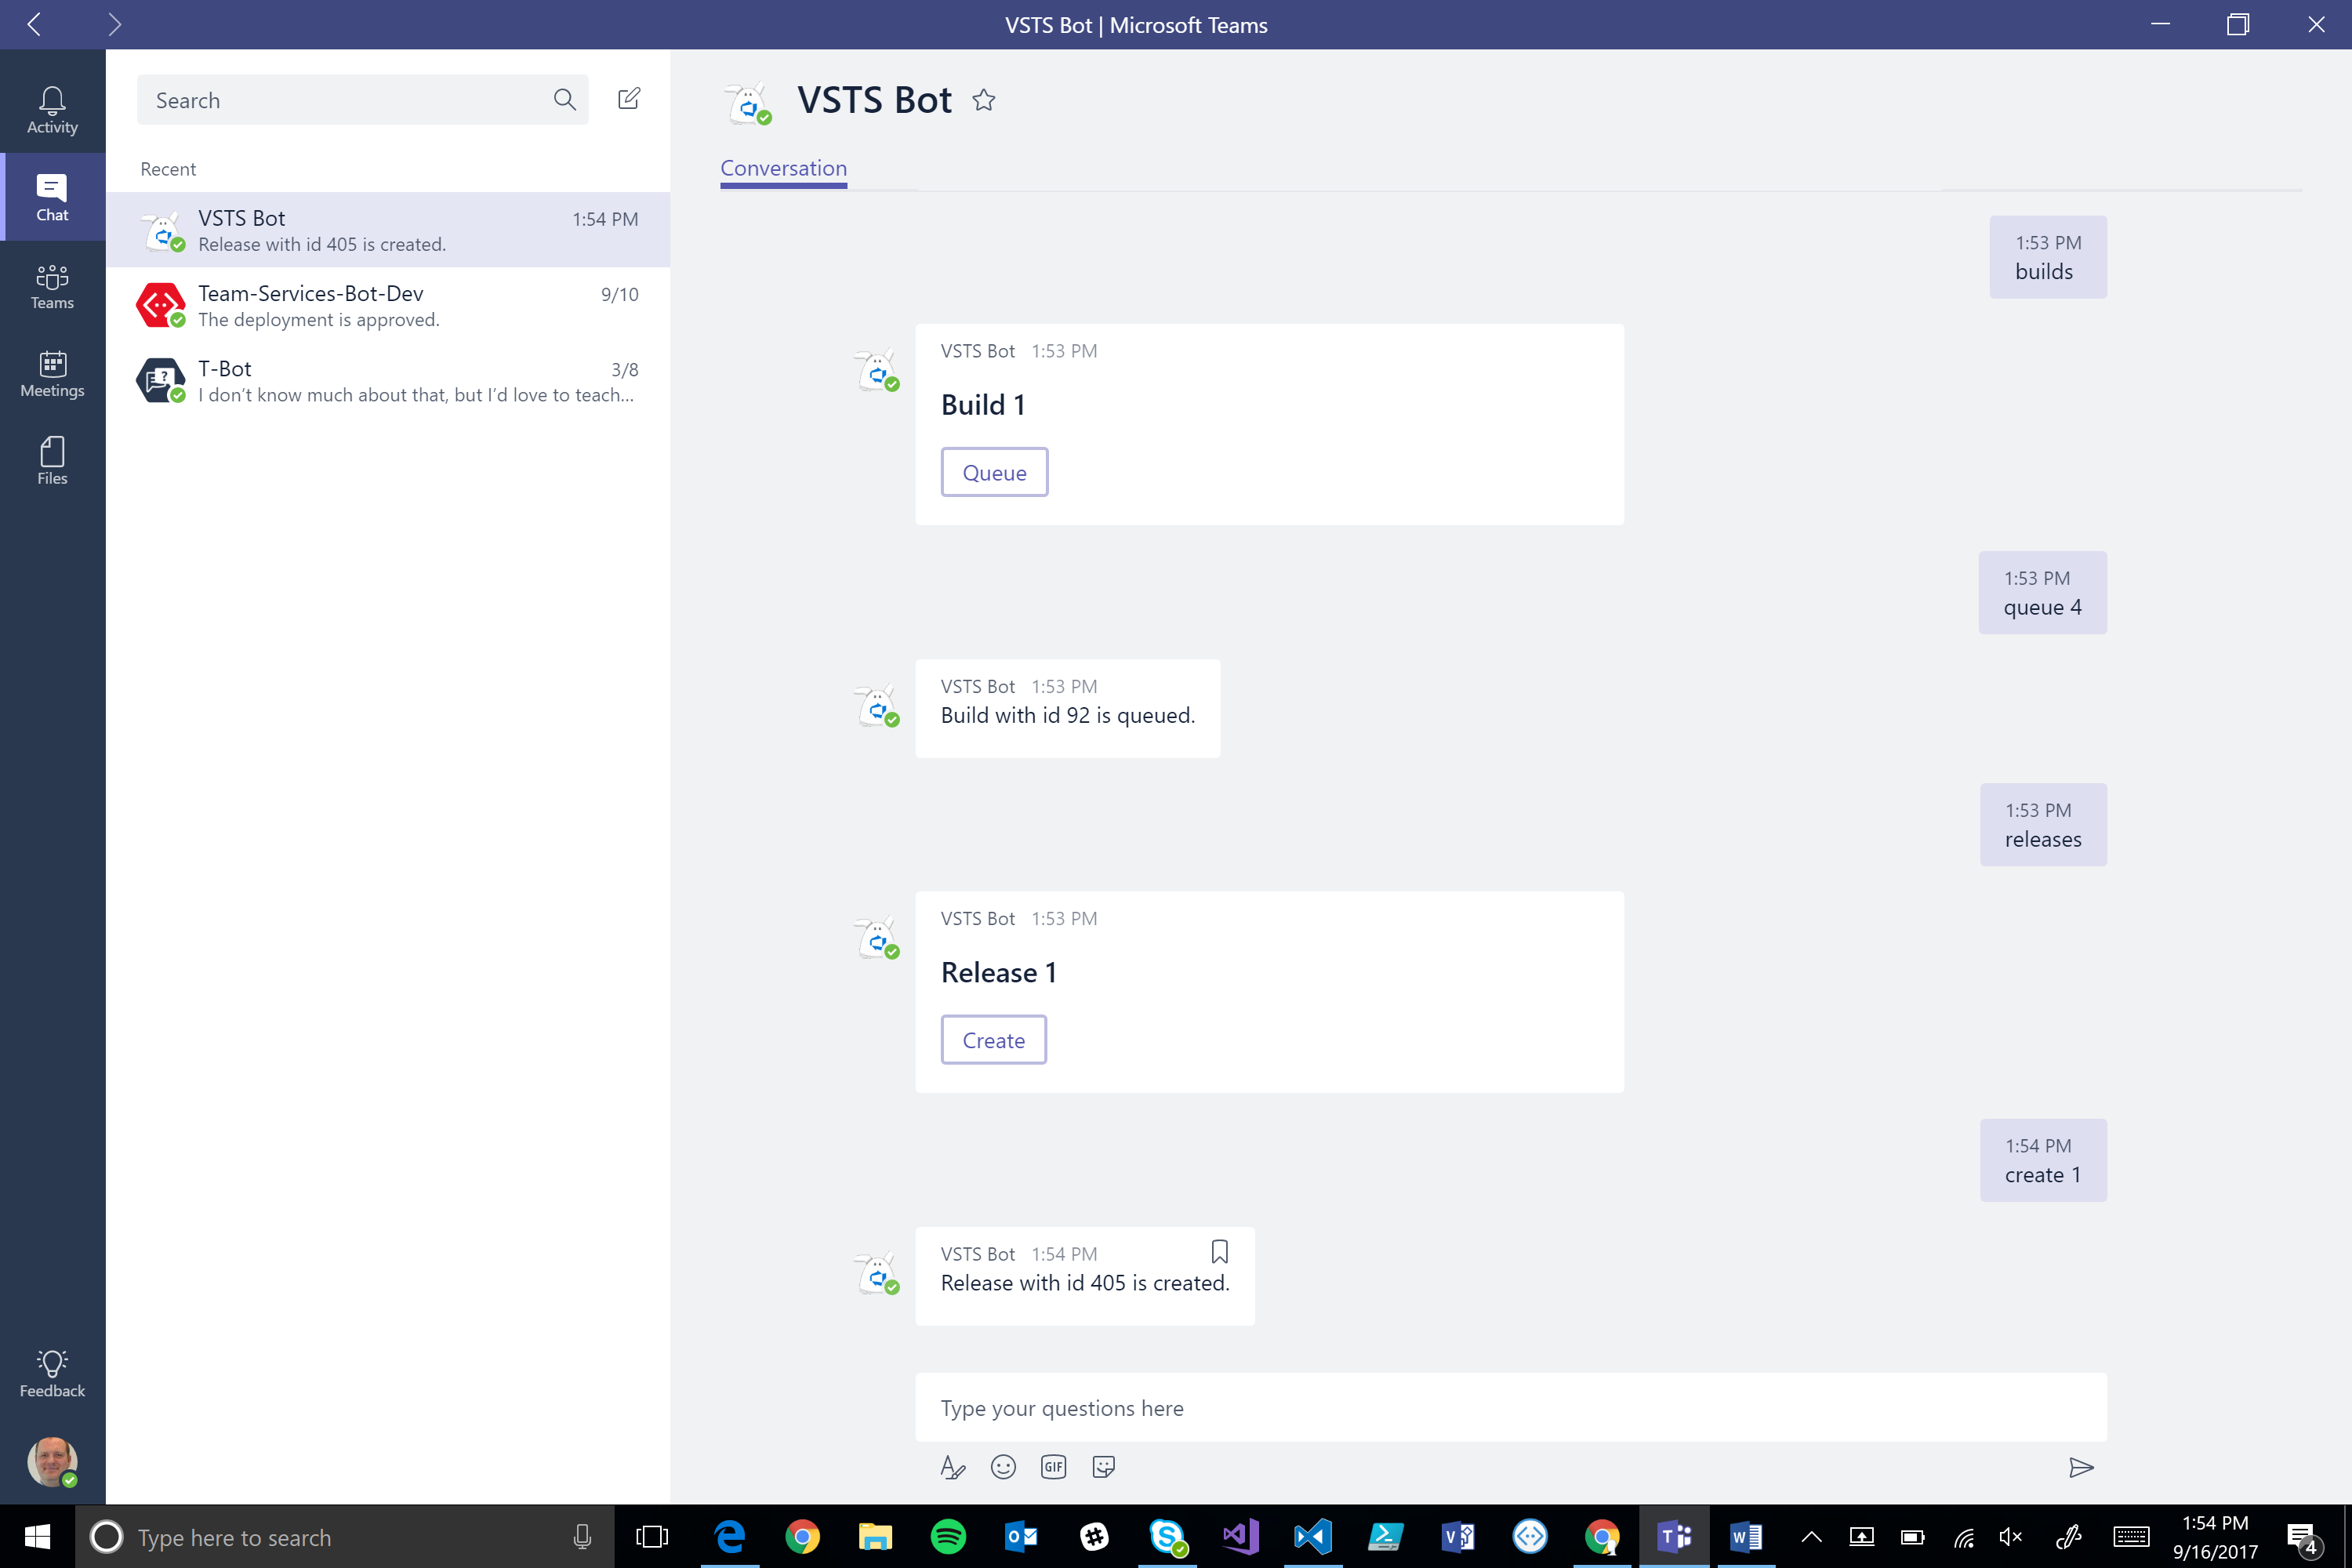 VSTS Bot | Microsoft Teams
Activity
Chat
Teams
Meetings
Files
Feedback
Search
Recent
VSTS Bot 1:54 PM
Release with id 405 is created.
Team-Services-Bot-Dev 9/10
The deployment is approved.
T-Bot 3/8
I don’t know much about that, but I’d love to teach...
VSTS Bot
Conversation
1:53 PM
builds
VSTS Bot 1:53 PM
Build 1
Queue
1:53 PM
queue 4
VSTS Bot 1:53 PM
Build with id 92 is queued.
1:53 PM
releases
VSTS Bot 1:53 PM
Release 1
Create
1:54 PM
create 1
VSTS Bot 1:54 PM
Release with id 405 is created.
Type your questions here
GIF
Type here to search
1:54 PM
9/16/2017
4